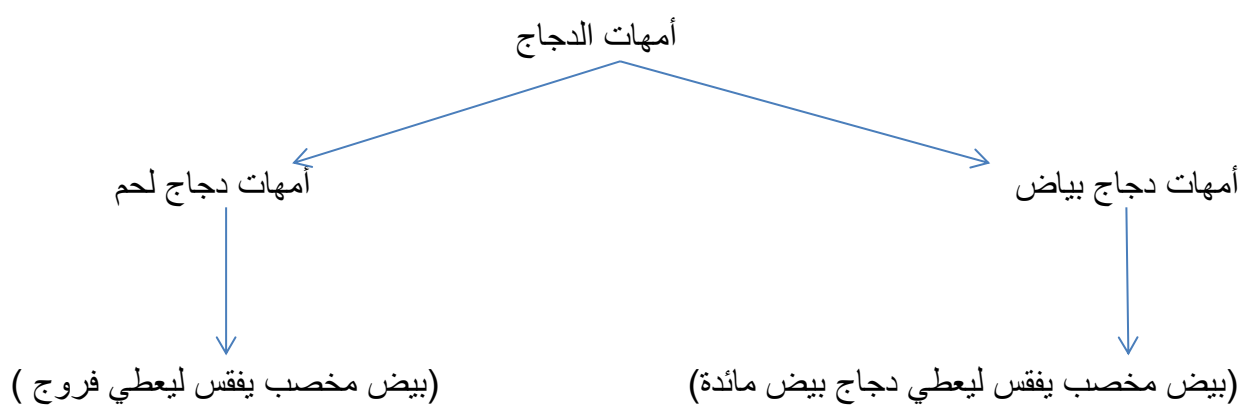 أمهات الدجاج
أمهات دجاج بياض
أمهات دجاج لحم
(بيض مخصب يفقس ليعطي دجاج بيض مائدة)
(بيض مخصب يفقس ليعطي فروج )